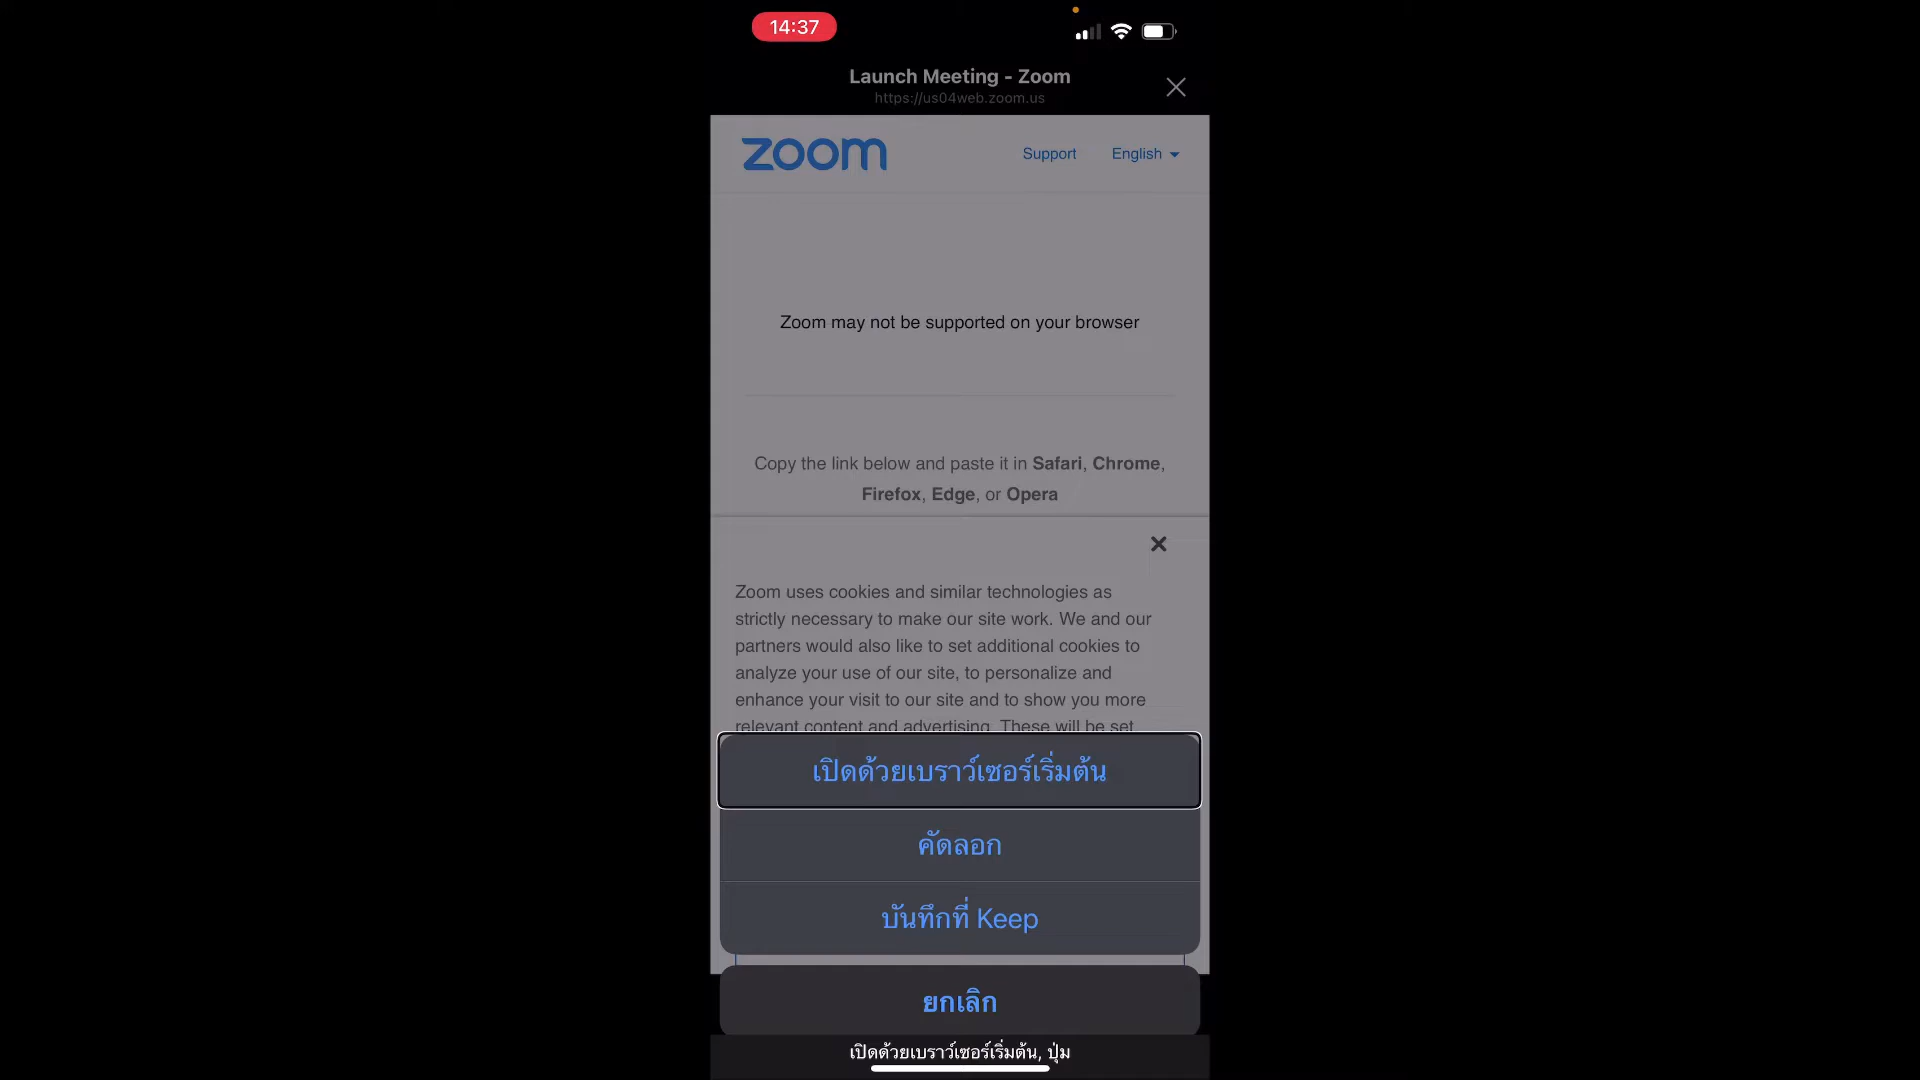 14:37
Launch Meeting - Zoom
https://us04web.zoom.us
zoom
Support
English
Zoom may not be supported on your browser
Copy the link below and paste it in Safari, Chrome,
Firefox, Edge, or Opera
Zoom uses cookies and similar technologies as
strictly necessary to make our site work. We and our
partners would also like to set additional cookies to
analyze your use of our site, to personalize and
enhance your visit to our site and to show you more
relevant content and advertising. These will be set
เปิดด้วยเบราว์เซอร์เริ่มต้น
คัดลอก
บันทึกที่ Keep
ยกเลิก
เปิดด้วยเบราว์เซอร์เริ่มต้น, ปุ่ม